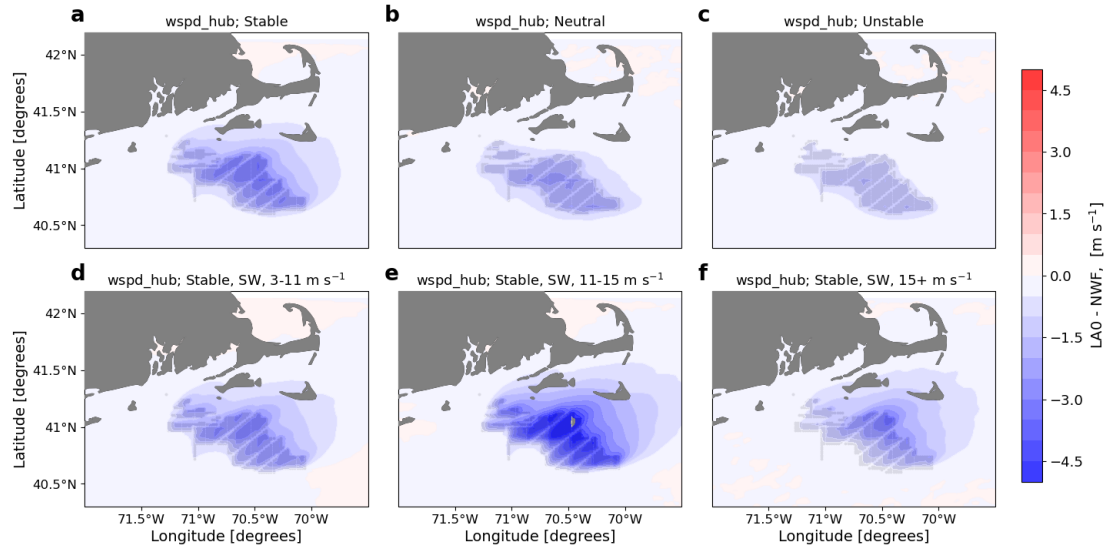 a wspd_hub; Stable
b wspd_hub; Neutral
c wspd_hub; Unstable
42°N
41.5°N
41°N
40.5°N
Latitude [degrees]
d wspd_hub; Stable, SW, 3-11 m s⁻¹
e wspd_hub; Stable, SW, 11-15 m s⁻¹
f wspd_hub; Stable, SW, 15+ m s⁻¹
42°N
41.5°N
41°N
40.5°N
Latitude [degrees]
71.5°W 71°W 70.5°W 70°W
Longitude [degrees]
71.5°W 71°W 70.5°W 70°W
Longitude [degrees]
71.5°W 71°W 70.5°W 70°W
Longitude [degrees]
4.5
3.0
1.5
0.0
−1.5
−3.0
−4.5
LA0 - NWF, [m s⁻¹]